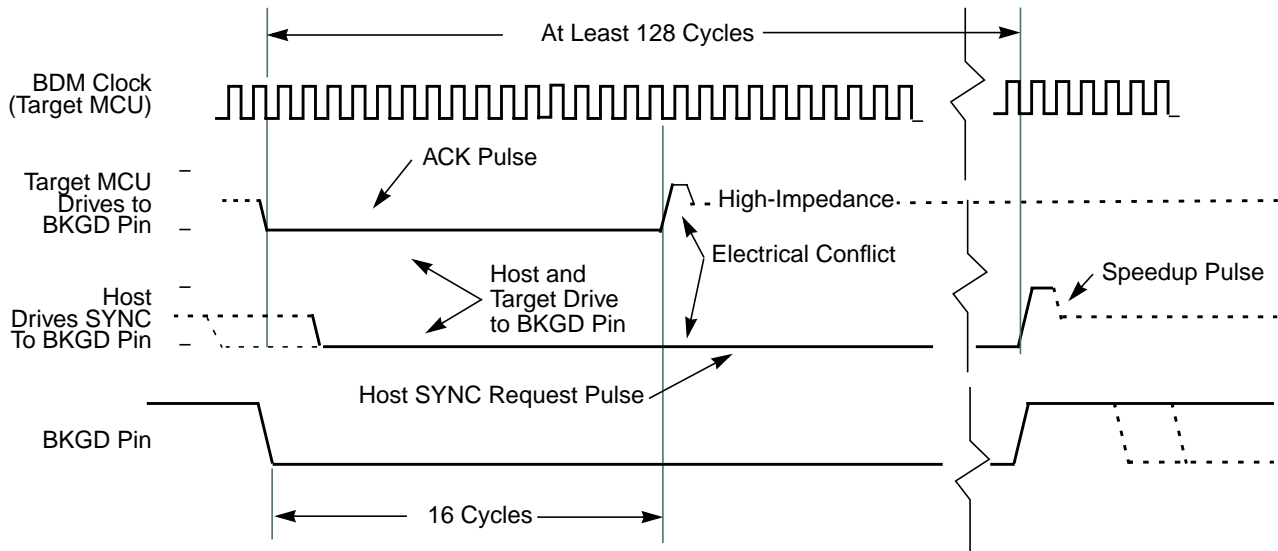 At Least 128 Cycles
BDM Clock
(Target MCU)
ACK Pulse
Target MCU
Drives to
BKGD Pin
High-Impedance
Electrical Conflict
Host and
Target Drive
to BKGD Pin
Speedup Pulse
Host
Drives SYNC
To BKGD Pin
Host SYNC Request Pulse
BKGD Pin
16 Cycles